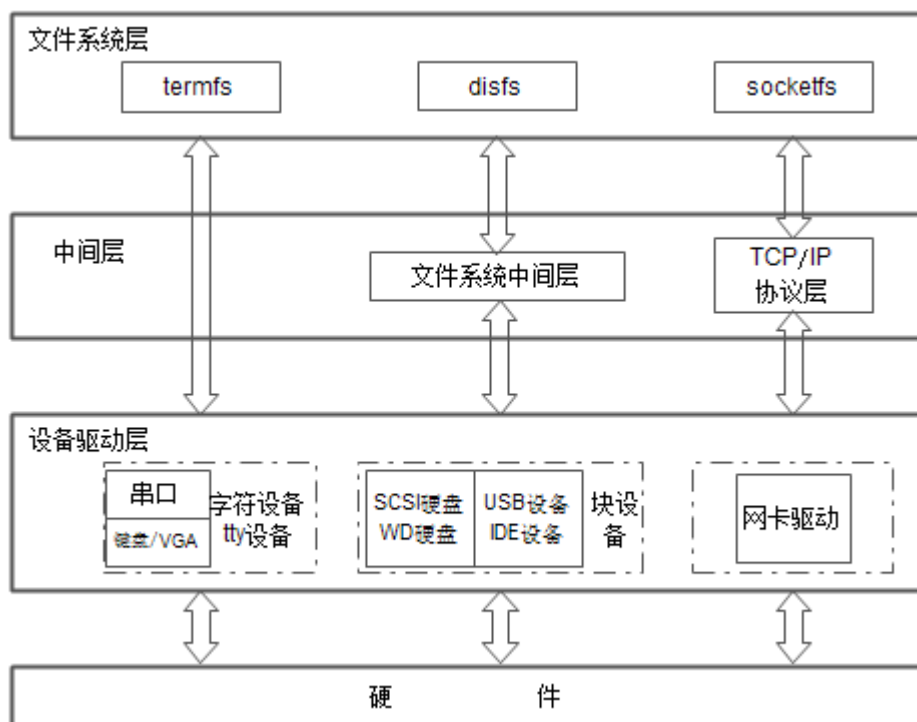 文件系统层
termfs
disfs
socketfs
中间层
文件系统中间层
TCP/IP
协议层
设备驱动层
串口
键盘/VGA
字符设备
tty设备
SCSI硬盘
WD硬盘
USB设备
IDE设备
块设
备
网卡驱动
硬 件